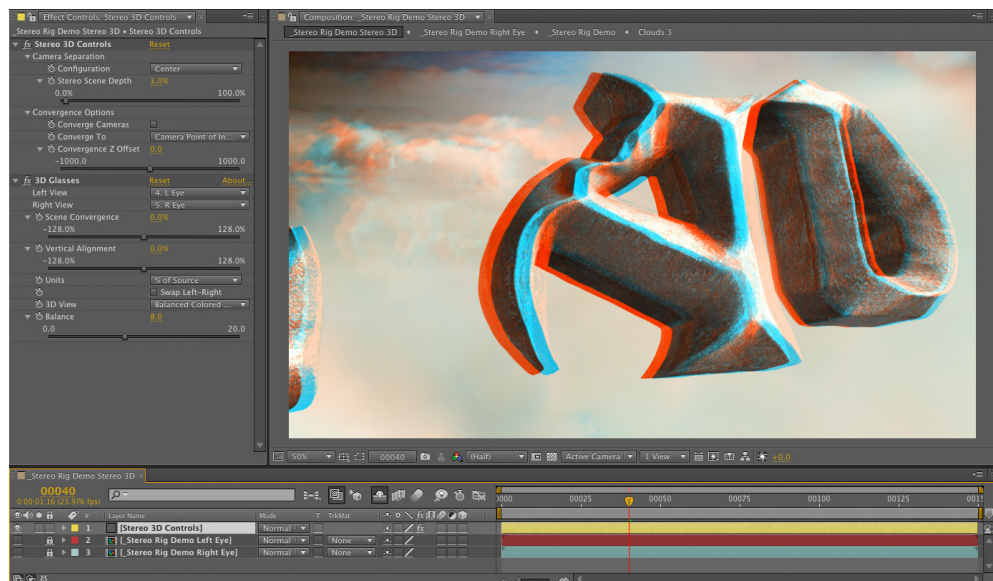 Effect Controls: Stereo 3D Controls
_Stereo Rig Demo Stereo 3D • Stereo 3D Controls
fx Stereo 3D Controls Reset
Camera Separation
Configuration Center
Stereo Scene Depth 3.0%
0.0% 100.0%
Convergence Options
Converge Cameras
Converge To Camera Point of In...
Convergence Z Offset 0.0
-1000.0 1000.0
fx 3D Glasses Reset About...
Left View 4. L Eye
Right View 5. R Eye
Scene Convergence 0.0%
-128.0% 128.0%
Vertical Alignment 0.0%
-128.0% 128.0%
Units % of Source
Swap Left-Right
3D View Balanced Colored ...
Balance 8.0
0.0 20.0
Composition: _Stereo Rig Demo Stereo 3D
_Stereo Rig Demo Stereo 3D _Stereo Rig Demo Right Eye _Stereo Rig Demo Clouds 3
50% 00040 (Half) Active Camera 1 View +0.0
_Stereo Rig Demo Stereo 3D
00040
0:00:01:16 (23.976 fps)
0000 00025 00050 00075 00100 00125 0015
# Layer Name Mode T TrkMat fx
1 [Stereo 3D Controls] Normal fx
2 [_Stereo Rig Demo Left Eye] Normal None
3 [_Stereo Rig Demo Right Eye] Normal None